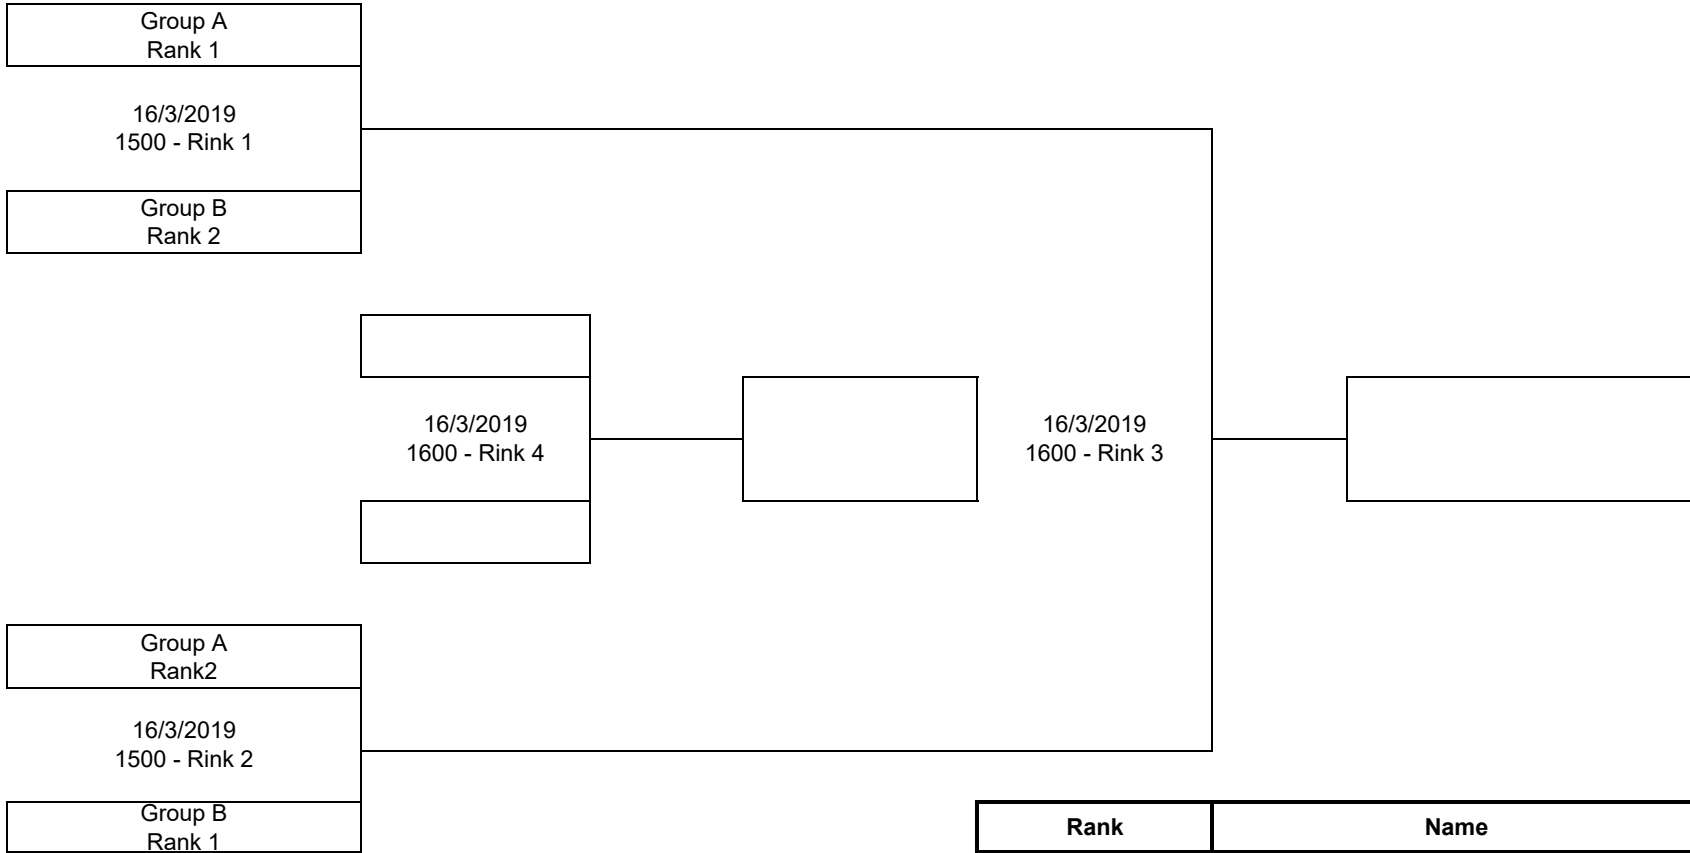 Group A
Rank 1
16/3/2019
1500 - Rink 1
Group B
Rank 2
16/3/2019
1600 - Rink 4
16/3/2019
1600 - Rink 3
Group A
Rank2
16/3/2019
1500 - Rink 2
Group B
Rank 1
Rank Name